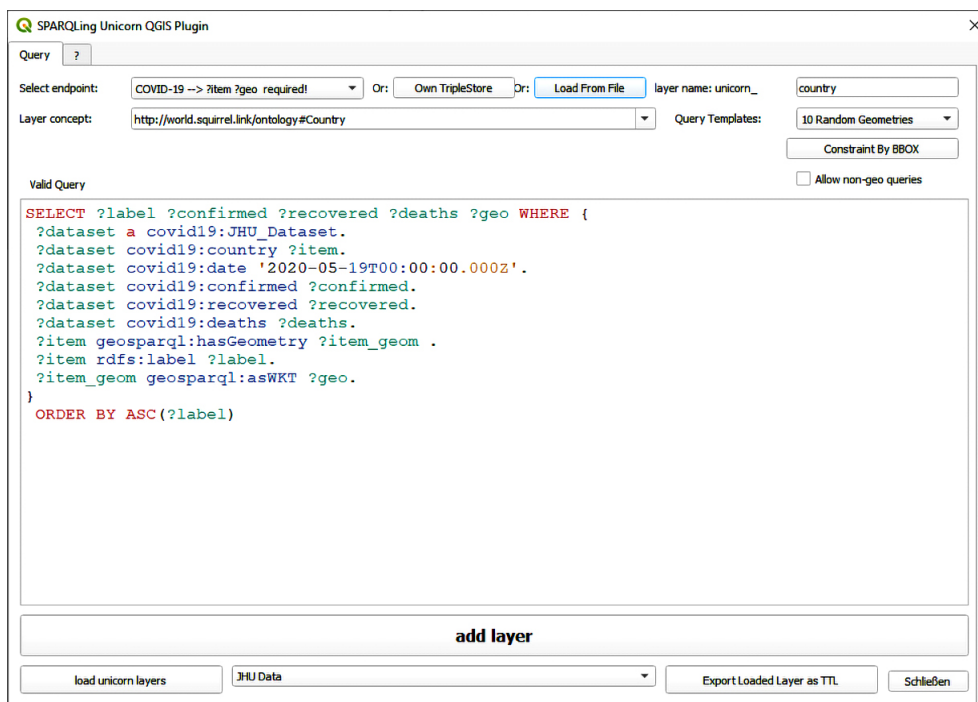 SPARQLing Unicorn QGIS Plugin
Query ?
Select endpoint: COVID-19 --> ?item ?geo required! Or: Own TripleStore Or: Load From File layer name: unicorn_ country
Layer concept: http://world.squirrel.link/ontology#Country Query Templates: 10 Random Geometries
Constraint By BBOX
Valid Query Allow non-geo queries
SELECT ?label ?confirmed ?recovered ?deaths ?geo WHERE {
?dataset a covid19:JHU_Dataset.
?dataset covid19:country ?item.
?dataset covid19:date '2020-05-19T00:00:00.000Z'.
?dataset covid19:confirmed ?confirmed.
?dataset covid19:recovered ?recovered.
?dataset covid19:deaths ?deaths.
?item geosparql:hasGeometry ?item_geom .
?item rdfs:label ?label.
?item_geom geosparql:asWKT ?geo.
}
ORDER BY ASC(?label)
add layer
load unicorn layers JHU Data Export Loaded Layer as TTL Schließen